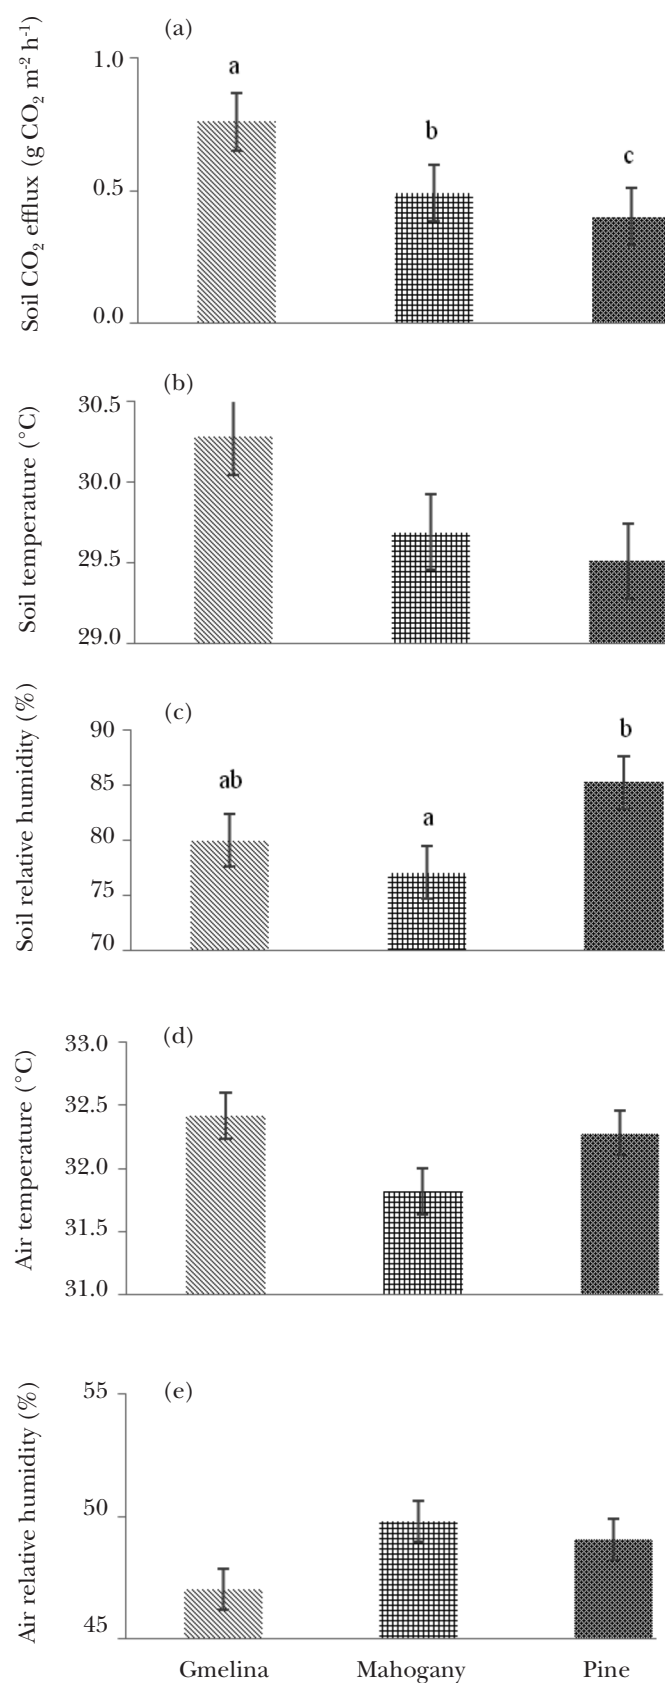 (a)
Soil CO₂ efflux (g CO₂ m⁻² h⁻¹)
1.0
0.5
0.0
a
b
c
(b)
Soil temperature (°C)
30.5
30.0
29.5
29.0
(c)
Soil relative humidity (%)
90
85
80
75
70
ab
a
b
(d)
Air temperature (°C)
33.0
32.5
32.0
31.5
31.0
(e)
Air relative humidity (%)
55
50
45
Gmelina Mahogany Pine